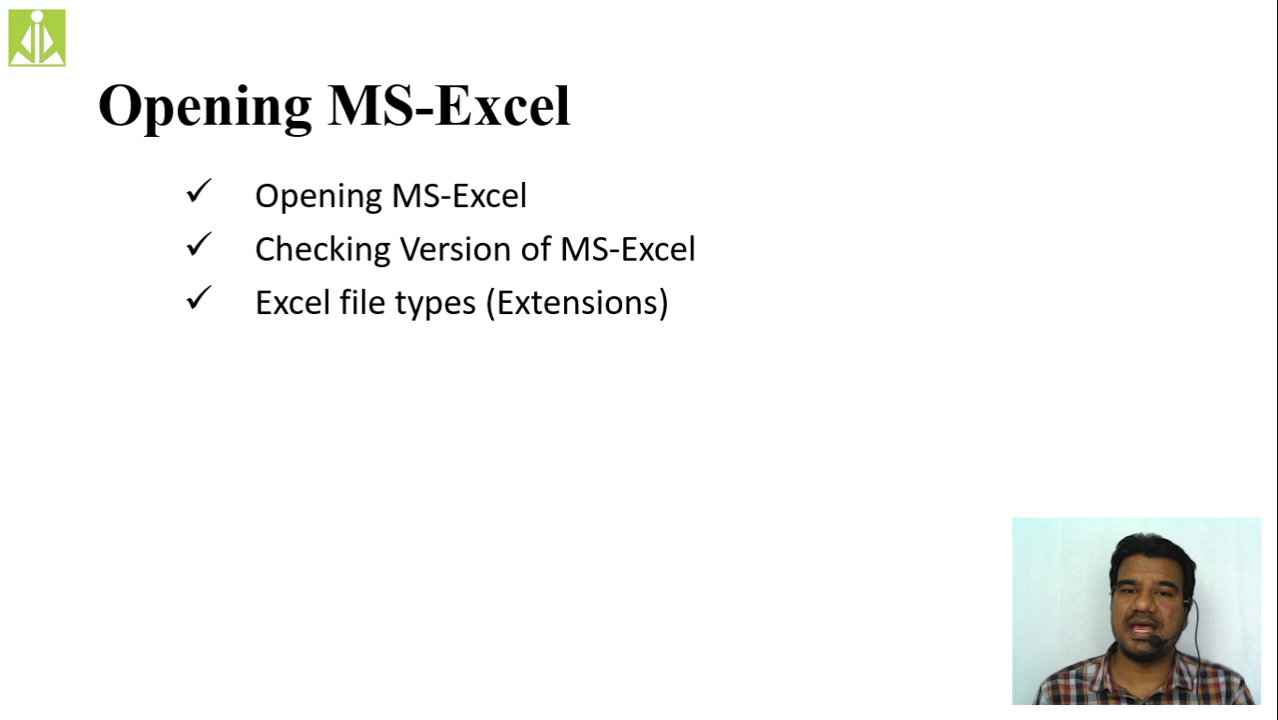 Opening MS-Excel
✓ Opening MS-Excel
✓ Checking Version of MS-Excel
✓ Excel file types (Extensions)